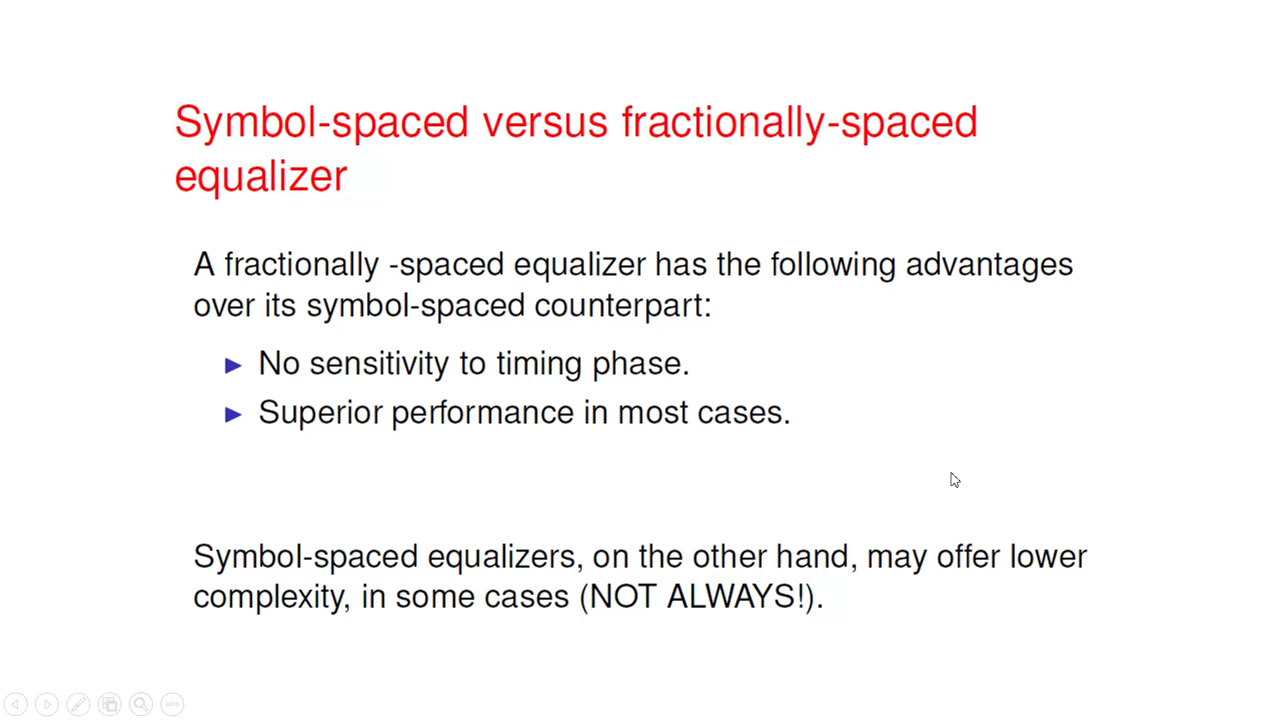 Symbol-spaced versus fractionally-spaced
equalizer
A fractionally -spaced equalizer has the following advantages
over its symbol-spaced counterpart:
No sensitivity to timing phase.
Superior performance in most cases.
Symbol-spaced equalizers, on the other hand, may offer lower
complexity, in some cases (NOT ALWAYS!).